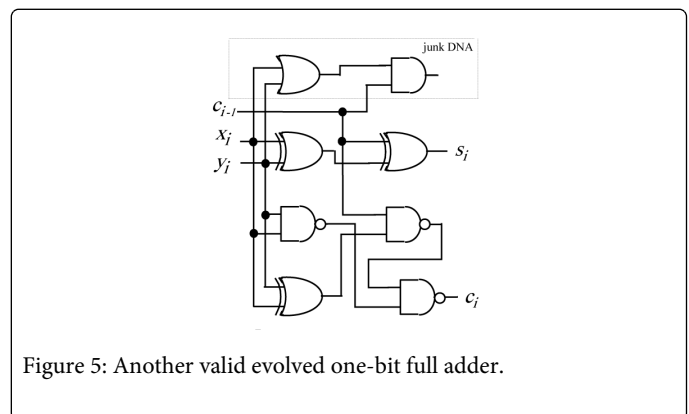 junk DNA
c_{i-1}
x_i
y_i
s_i
c_i
Figure 5: Another valid evolved one-bit full adder.